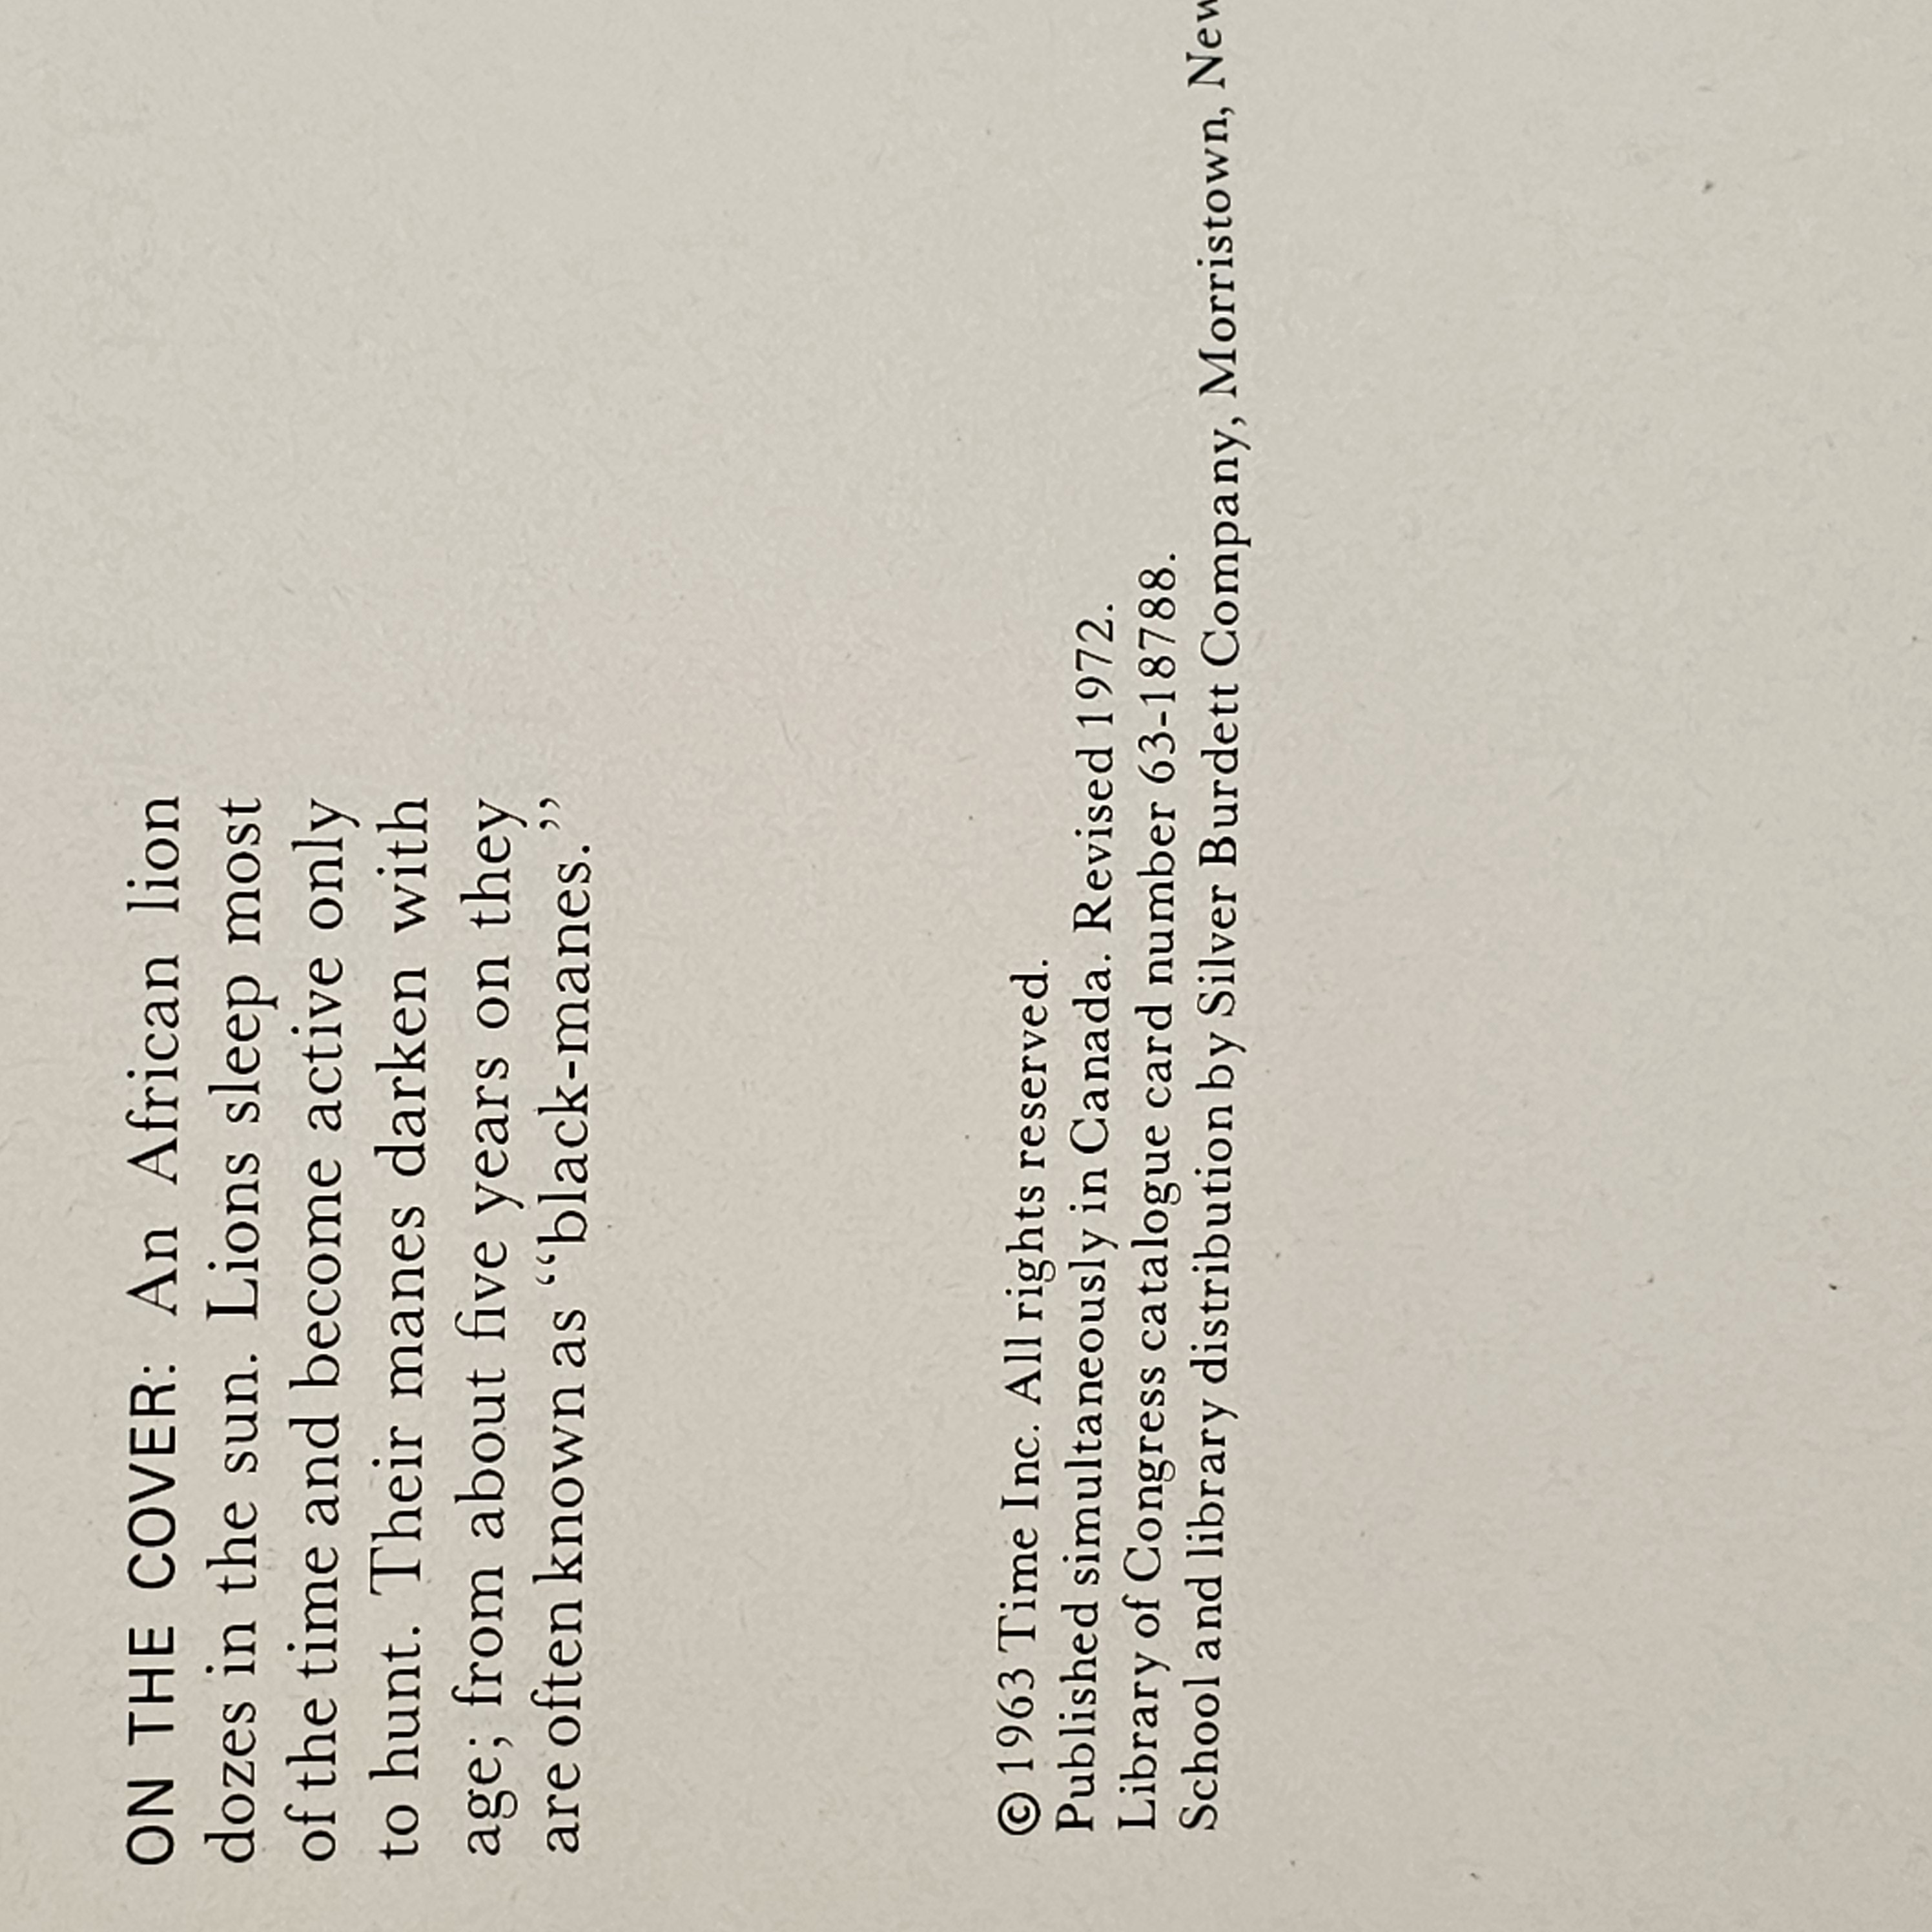 ON THE COVER: An African lion
dozes in the sun. Lions sleep most
of the time and become active only
to hunt. Their manes darken with
age; from about five years on they
are often known as “black-manes.”
© 1963 Time Inc. All rights reserved.
Published simultaneously in Canada. Revised 1972.
Library of Congress catalogue card number 63-18788.
School and library distribution by Silver Burdett Company, Morristown, New